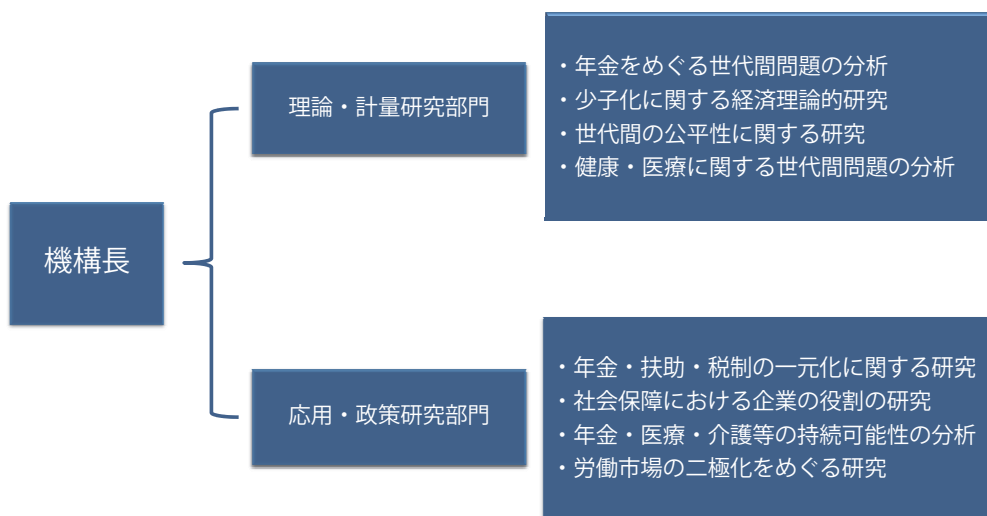 機構長
理論・計量研究部門
・年金をめぐる世代間問題の分析
・少子化に関する経済理論的研究
・世代間の公平性に関する研究
・健康・医療に関する世代間問題の分析
応用・政策研究部門
・年金・扶助・税制の一元化に関する研究
・社会保障における企業の役割の研究
・年金・医療・介護等の持続可能性の分析
・労働市場の二極化をめぐる研究